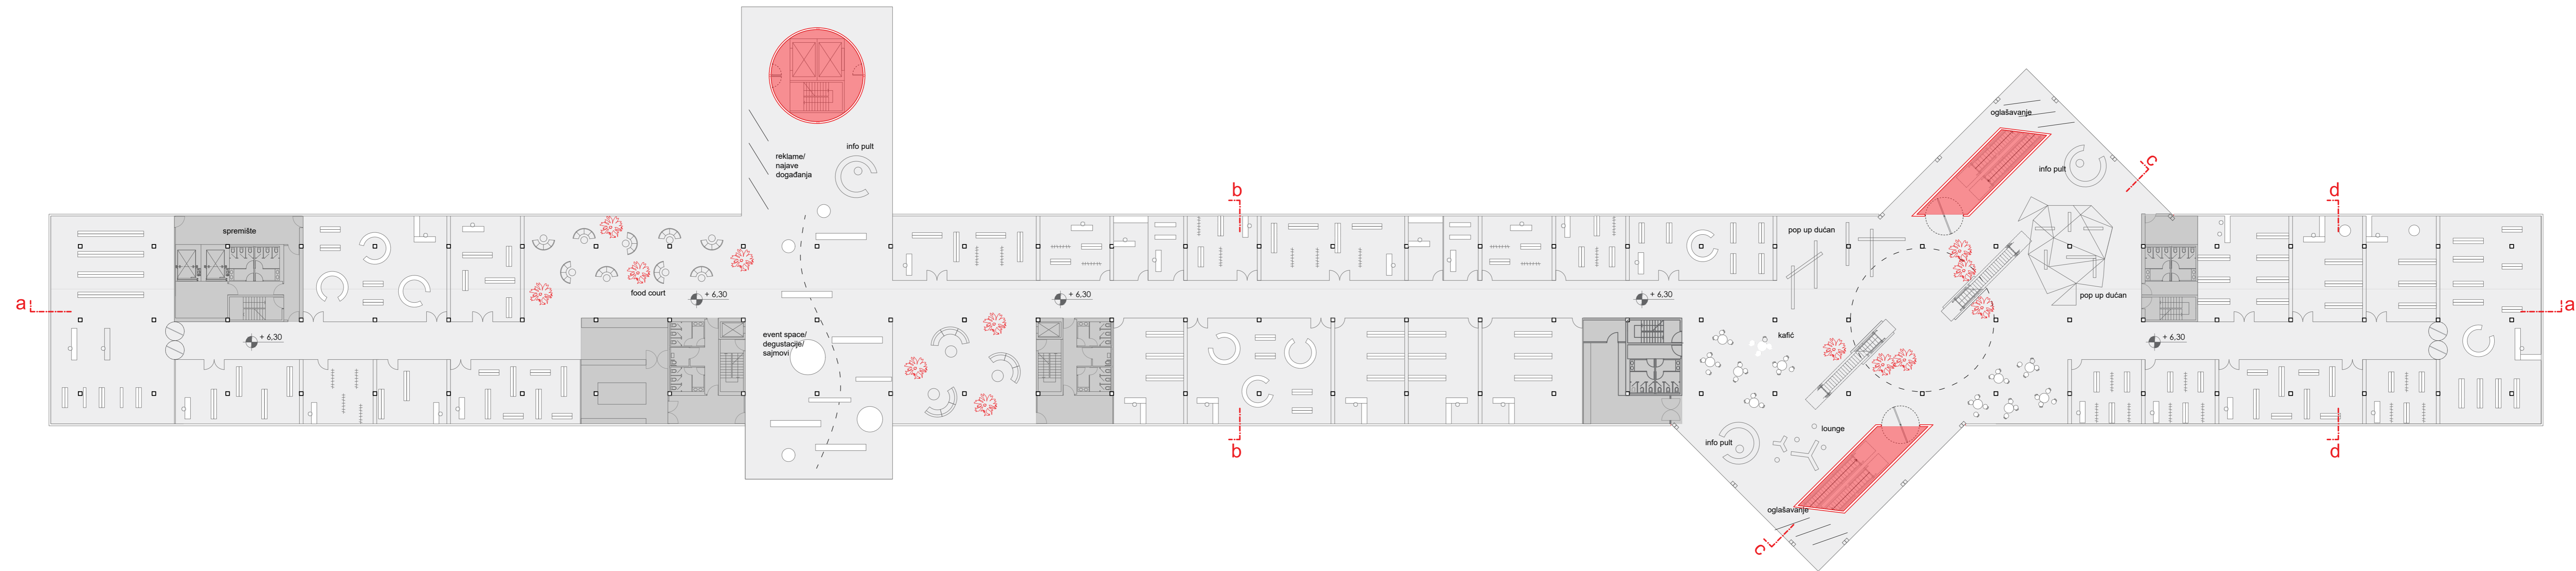 oglašavanje
reklame/
najave
događanja
info pult
info pult
c
b
d
spremište
pop up dućan
food court
+ 6,30
+ 6,30
+ 6,30
pop up dućan
a
a
+ 6,30
event space/
degustacije/
sajmovi
kafić
+ 6,30
lounge
info pult
b
d
oglašavanje
c